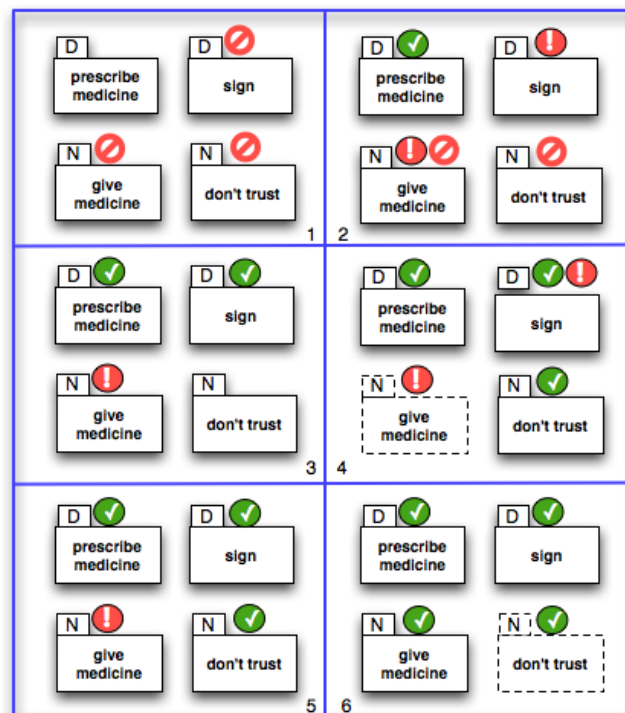 D
D
prescribe
medicine
sign
N
N
give
medicine
don't trust
1
D
D
prescribe
medicine
sign
N
N
give
medicine
don't trust
2
D
D
prescribe
medicine
sign
N
N
give
medicine
don't trust
3
D
D
prescribe
medicine
sign
N
N
give
medicine
don't trust
4
D
D
prescribe
medicine
sign
N
N
give
medicine
don't trust
5
D
D
prescribe
medicine
sign
N
N
give
medicine
don't trust
6